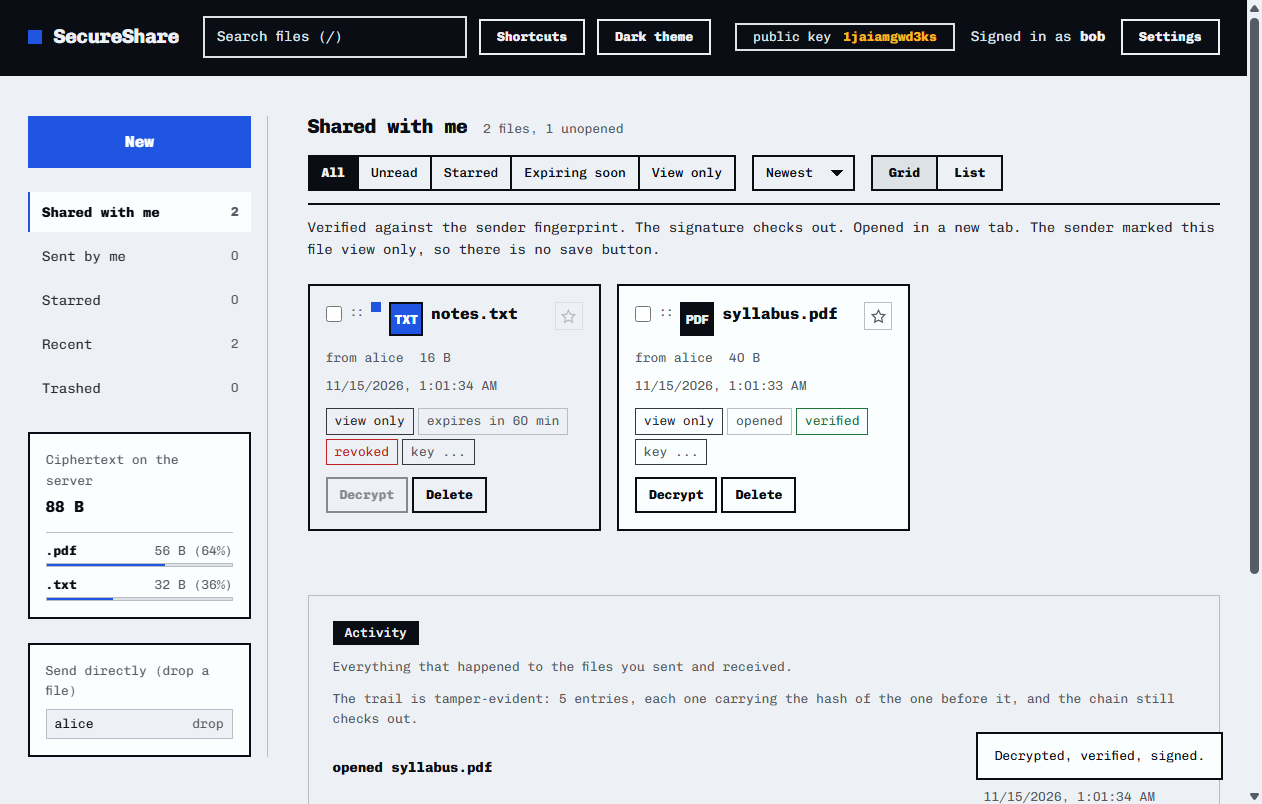 SecureShare
Search files (/)
Shortcuts
Dark theme
public key 1jaiamgwd3ks
Signed in as bob
Settings
New
Shared with me 2
Sent by me 0
Starred 0
Recent 2
Trashed 0
Ciphertext on the
server
88 B
.pdf 56 B (64%)
.txt 32 B (36%)
Send directly (drop a
file)
alice drop
Shared with me 2 files, 1 unopened
All Unread Starred Expiring soon View only Newest Grid List
Verified against the sender fingerprint. The signature checks out. Opened in a new tab. The sender marked this
file view only, so there is no save button.
:: TXT notes.txt
from alice 16 B
11/15/2026, 1:01:34 AM
view only expires in 60 min
revoked key ...
Decrypt Delete
:: PDF syllabus.pdf
from alice 40 B
11/15/2026, 1:01:33 AM
view only opened verified
key ...
Decrypt Delete
Activity
Everything that happened to the files you sent and received.
The trail is tamper-evident: 5 entries, each one carrying the hash of the one before it, and the chain still
checks out.
opened syllabus.pdf
Decrypted, verified, signed.
11/15/2026, 1:01:34 AM